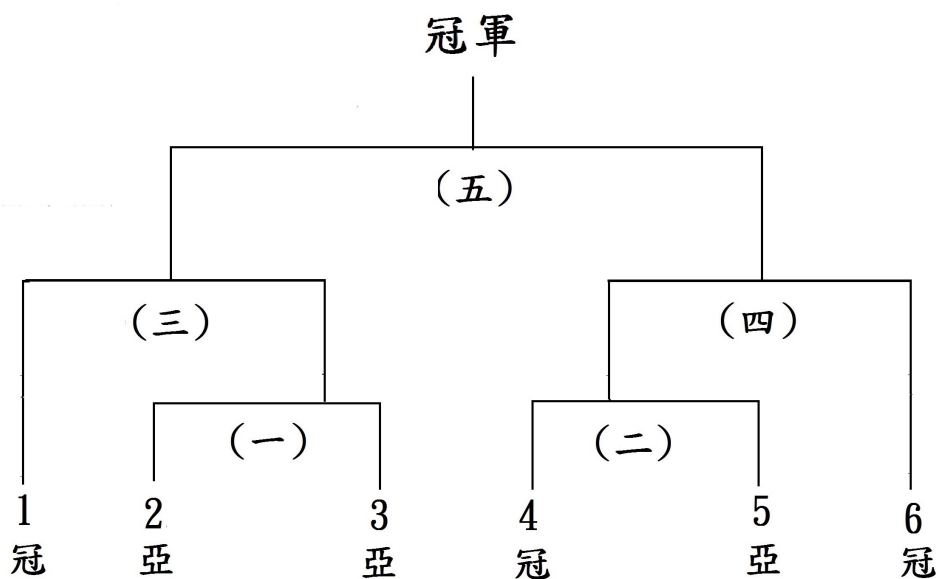 冠軍
(五)
(三) (四)
(一) (二)
1 2 3 4 5 6
冠 亞 亞 冠 亞 冠